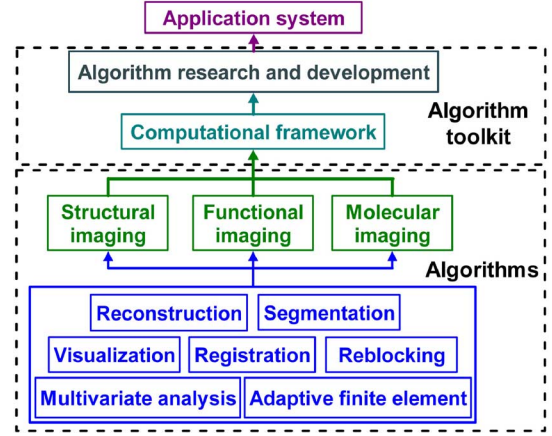 Application system
Algorithm research and development
Algorithm
toolkit
Computational framework
Structural
imaging
Functional
imaging
Molecular
imaging
Algorithms
Reconstruction
Segmentation
Visualization
Registration
Reblocking
Multivariate analysis
Adaptive finite element